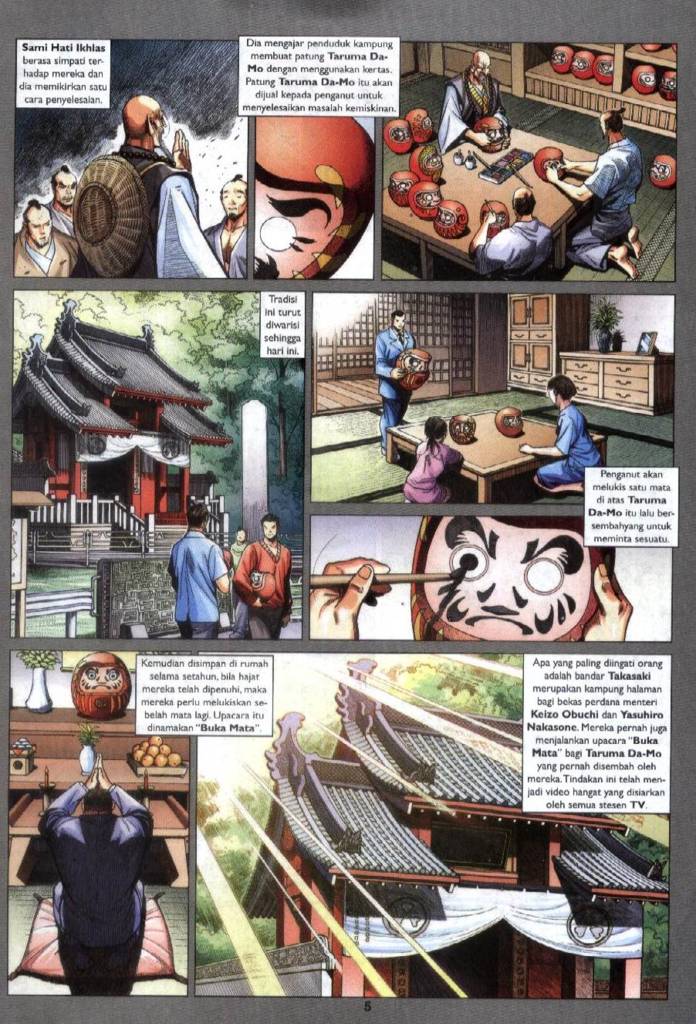 Sami Hati Ikhlas
berasa simpati ter-
hadap mereka dan
dia memikirkan satu
cara penyelesaian.
Dia mengajar penduduk kampung
membuat patung Taruma Da-
Mo dengan menggunakan kertas.
Patung Taruma Da-Mo itu akan
dijual kepada penganut untuk
menyelesaikan masalah kemiskinan.
Tradisi
ini turut
diwarisi
sehingga
hari ini.
Penganut akan
melukis satu mata
di atas Taruma
Da-Mo itu lalu ber-
sembahyang untuk
meminta sesuatu.
Kemudian disimpan di rumah
selama setahun, bila hajat
mereka telah dipenuhi, maka
mereka perlu melukiskan se-
belah mata lagi. Upacara itu
dinamakan "Buka Mata".
Apa yang paling diingati orang
adalah bandar Takasaki
merupakan kampung halaman
bagi bekas perdana menteri
Keizo Obuchi dan Yasuhiro
Nakasone. Mereka pernah juga
menjalankan upacara "Buka
Mata" bagi Taruma Da-Mo
yang pernah disembah oleh
mereka. Tindakan ini telah men-
jadi video hangat yang disiarkan
oleh semua stesen TV.
5